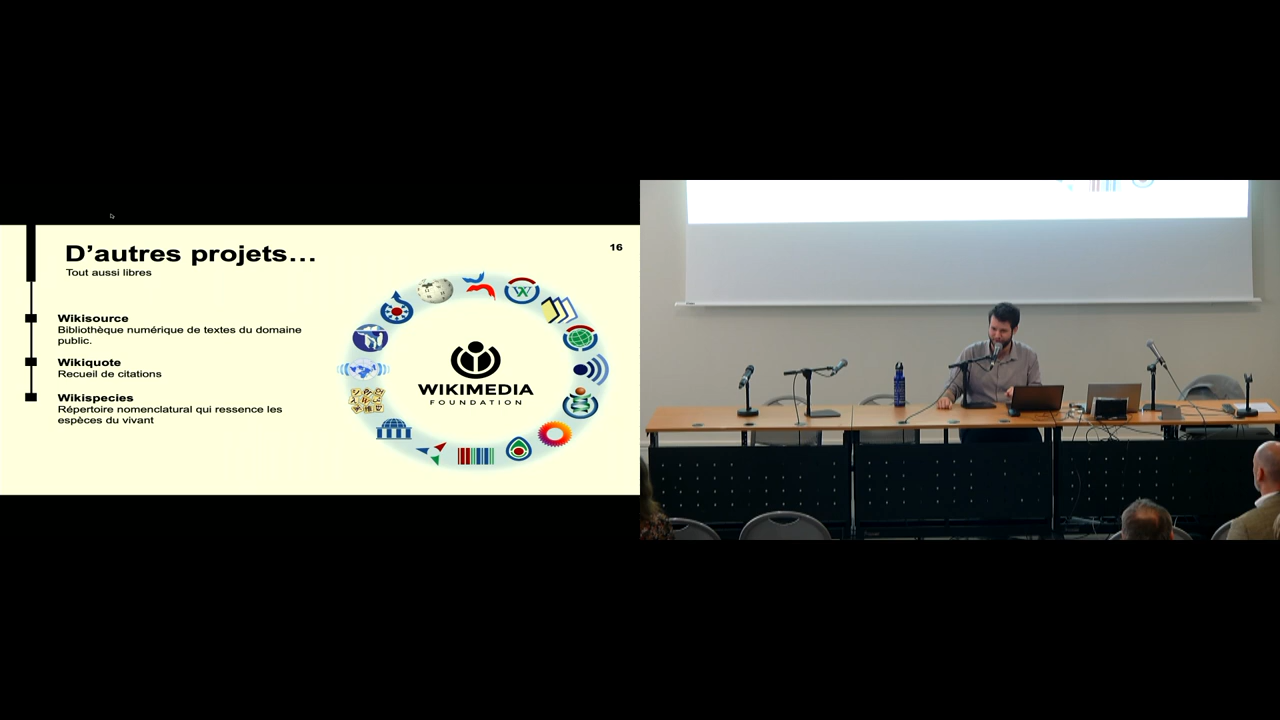 D'autres projets...
16
Tout aussi libres
Wikisource
Bibliothèque numérique de textes du domaine
public.
Wikiquote
Recueil de citations
Wikispecies
Répertoire nomenclatural qui ressence les
espèces du vivant
W
WIKIMEDIA
FOUNDATION